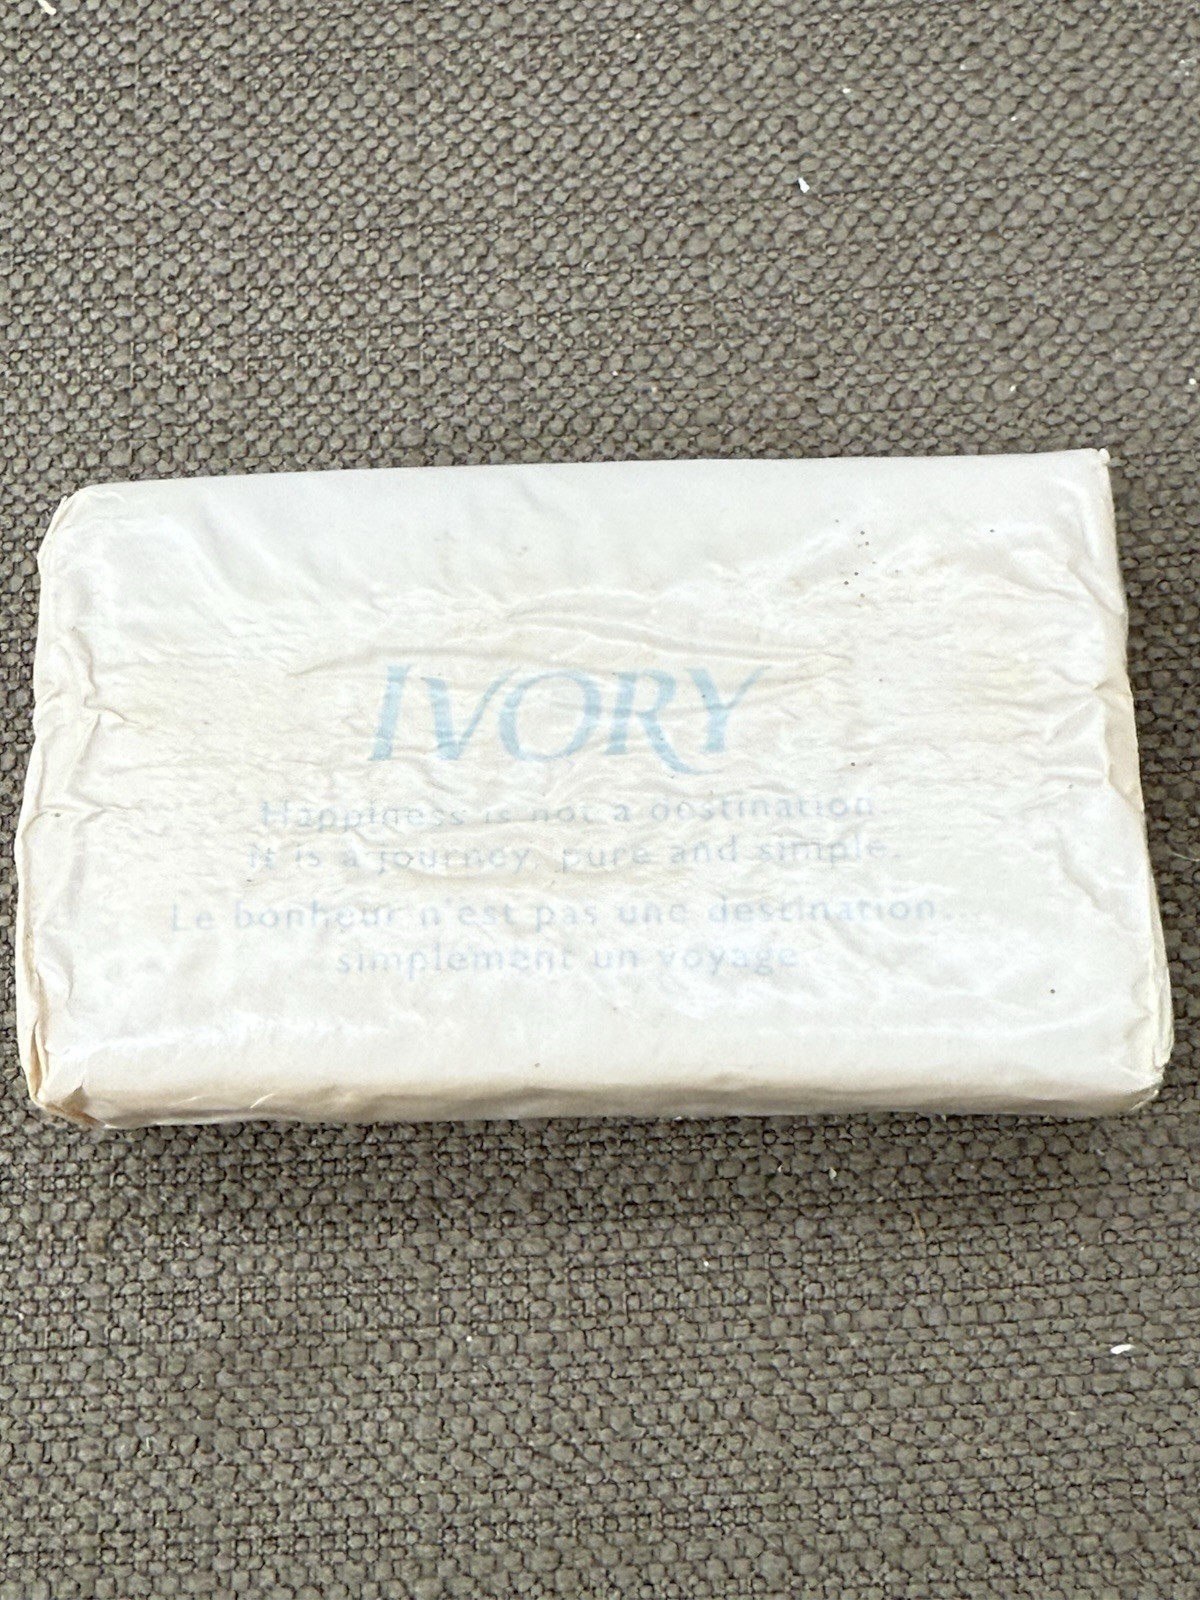 IVORY
Happiness is not a destination.
It is a journey, pure and simple.
Le bonheur n'est pas une destination...
simplement un voyage.